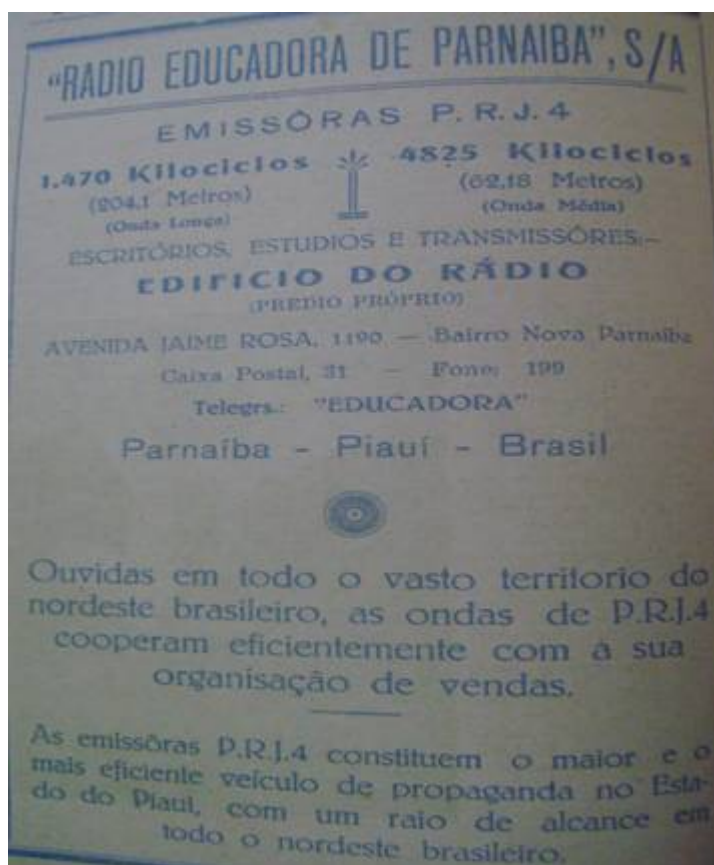 "RADIO EDUCADORA DE PARNAIBA", S/A
EMISSÔRAS P.R.J.4
1.470 Kilociclos 4825 Kilociclos
(204,1 Metros) (62,18 Metros)
(Onda Longa) (Onda Média)
ESCRITÓRIOS, ESTUDIOS E TRANSMISSÔRES:—
EDIFICIO DO RÁDIO
(PREDIO PRÓPRIO)
AVENIDA JAIME ROSA, 1190 — Bairro Nova Parnaiba
Caixa Postal, 31 — Fone: 199
Telegrs.: "EDUCADORA"
Parnaíba - Piauí - Brasil
Ouvidas em todo o vasto territorio do
nordeste brasileiro, as ondas de P.R.J.4
cooperam eficientemente com a sua
organisação de vendas.
As emissôras P.R.J.4 constituem o maior e o
mais eficiente veículo de propaganda no Esta-
do do Piauí, com um raio de alcance em
todo o nordeste brasileiro.